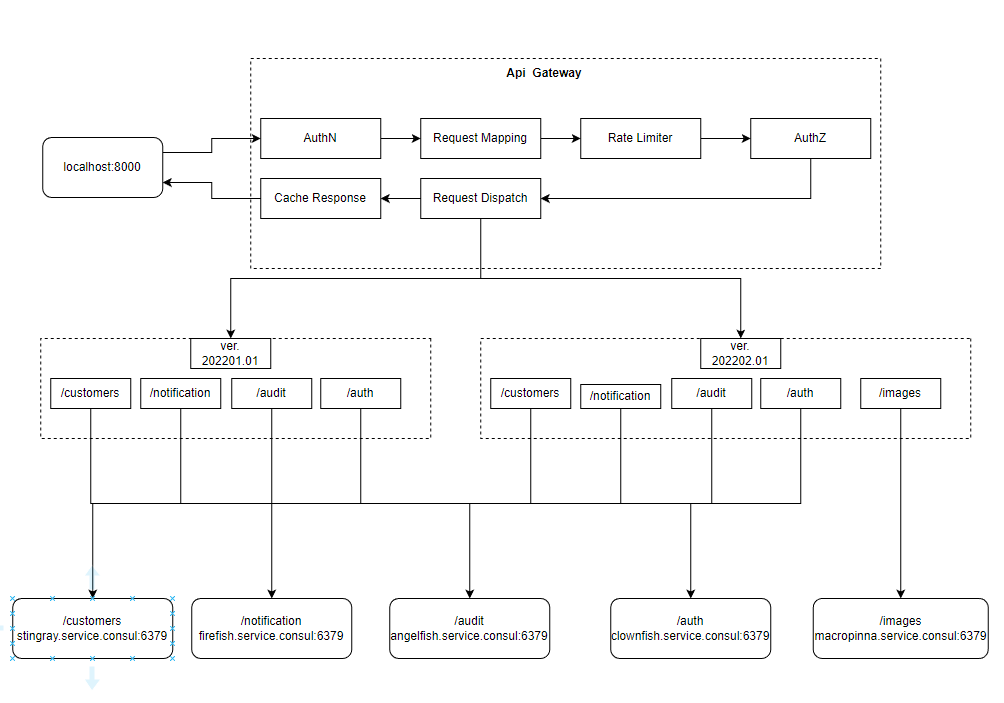 Api Gateway
localhost:8000
AuthN
Request Mapping
Rate Limiter
AuthZ
Cache Response
Request Dispatch
ver.
202201.01
/customers
/notification
/audit
/auth
ver.
202202.01
/customers
/notification
/audit
/auth
/images
/customers
stingray.service.consul:6379
/notification
firefish.service.consul:6379
/audit
angelfish.service.consul:6379
/auth
clownfish.service.consul:6379
/images
macropinna.service.consul:6379